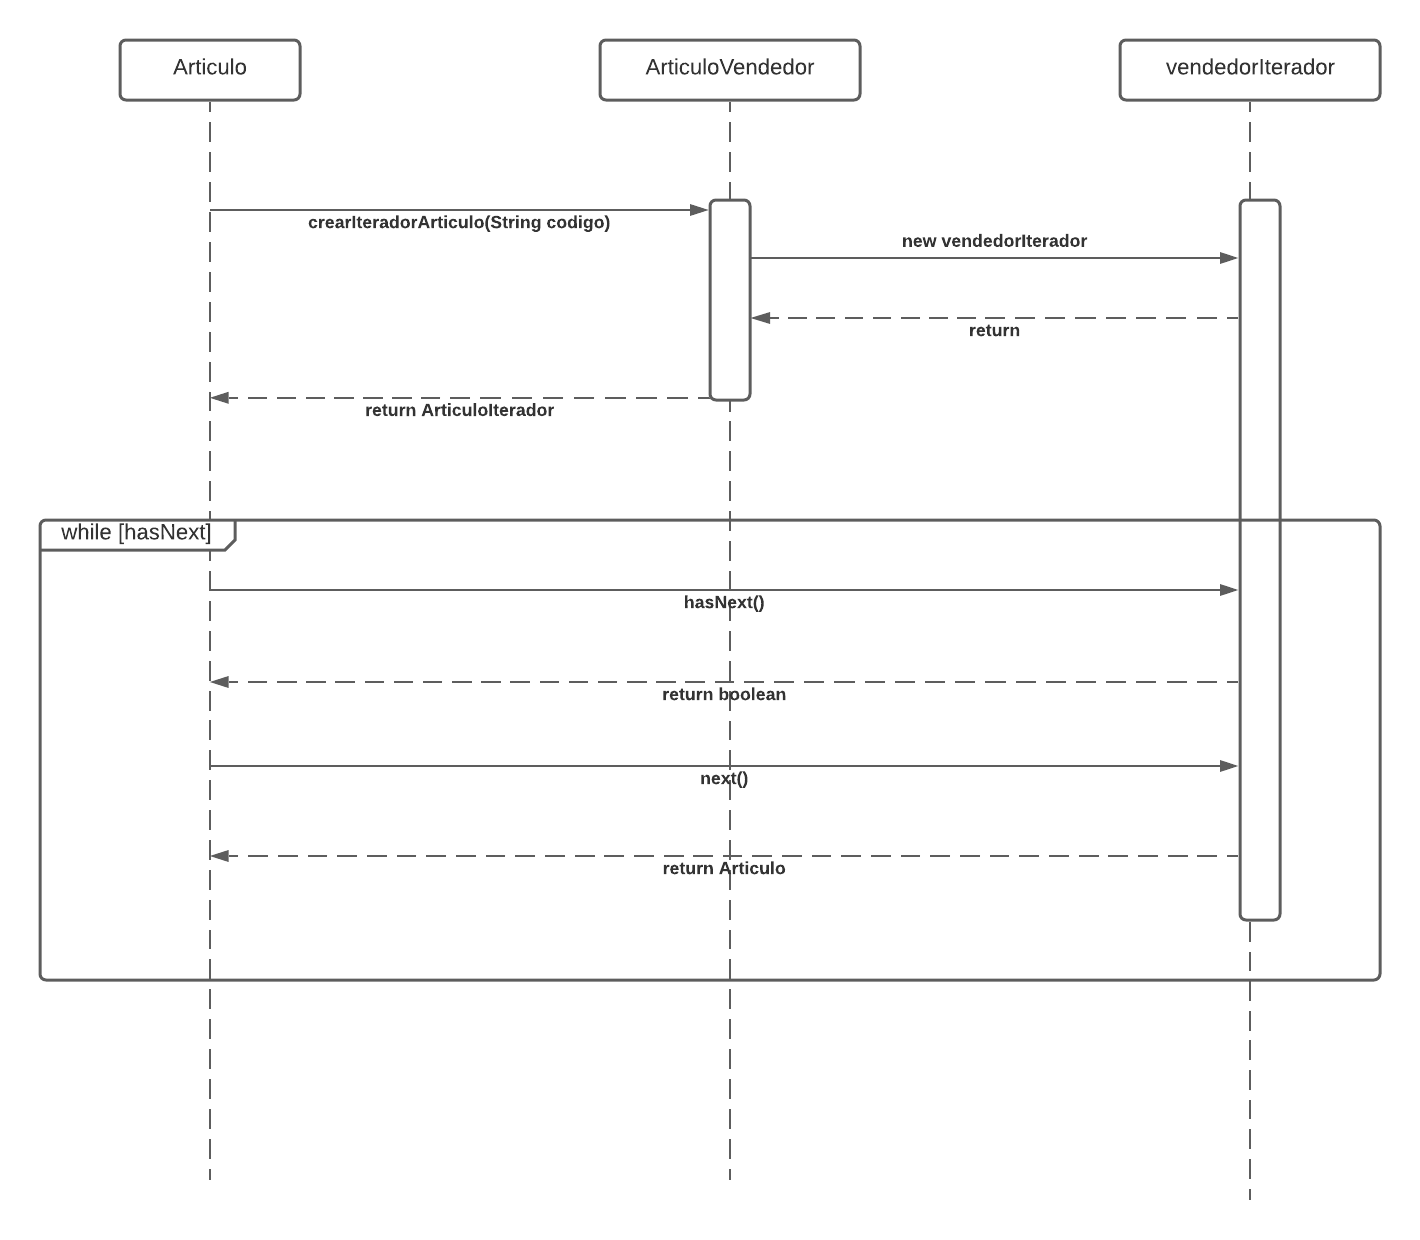 Articulo
ArticuloVendedor
vendedorIterador
crearIteradorArticulo(String codigo)
new vendedorIterador
return
return ArticuloIterador
while [hasNext]
hasNext()
return boolean
next()
return Articulo